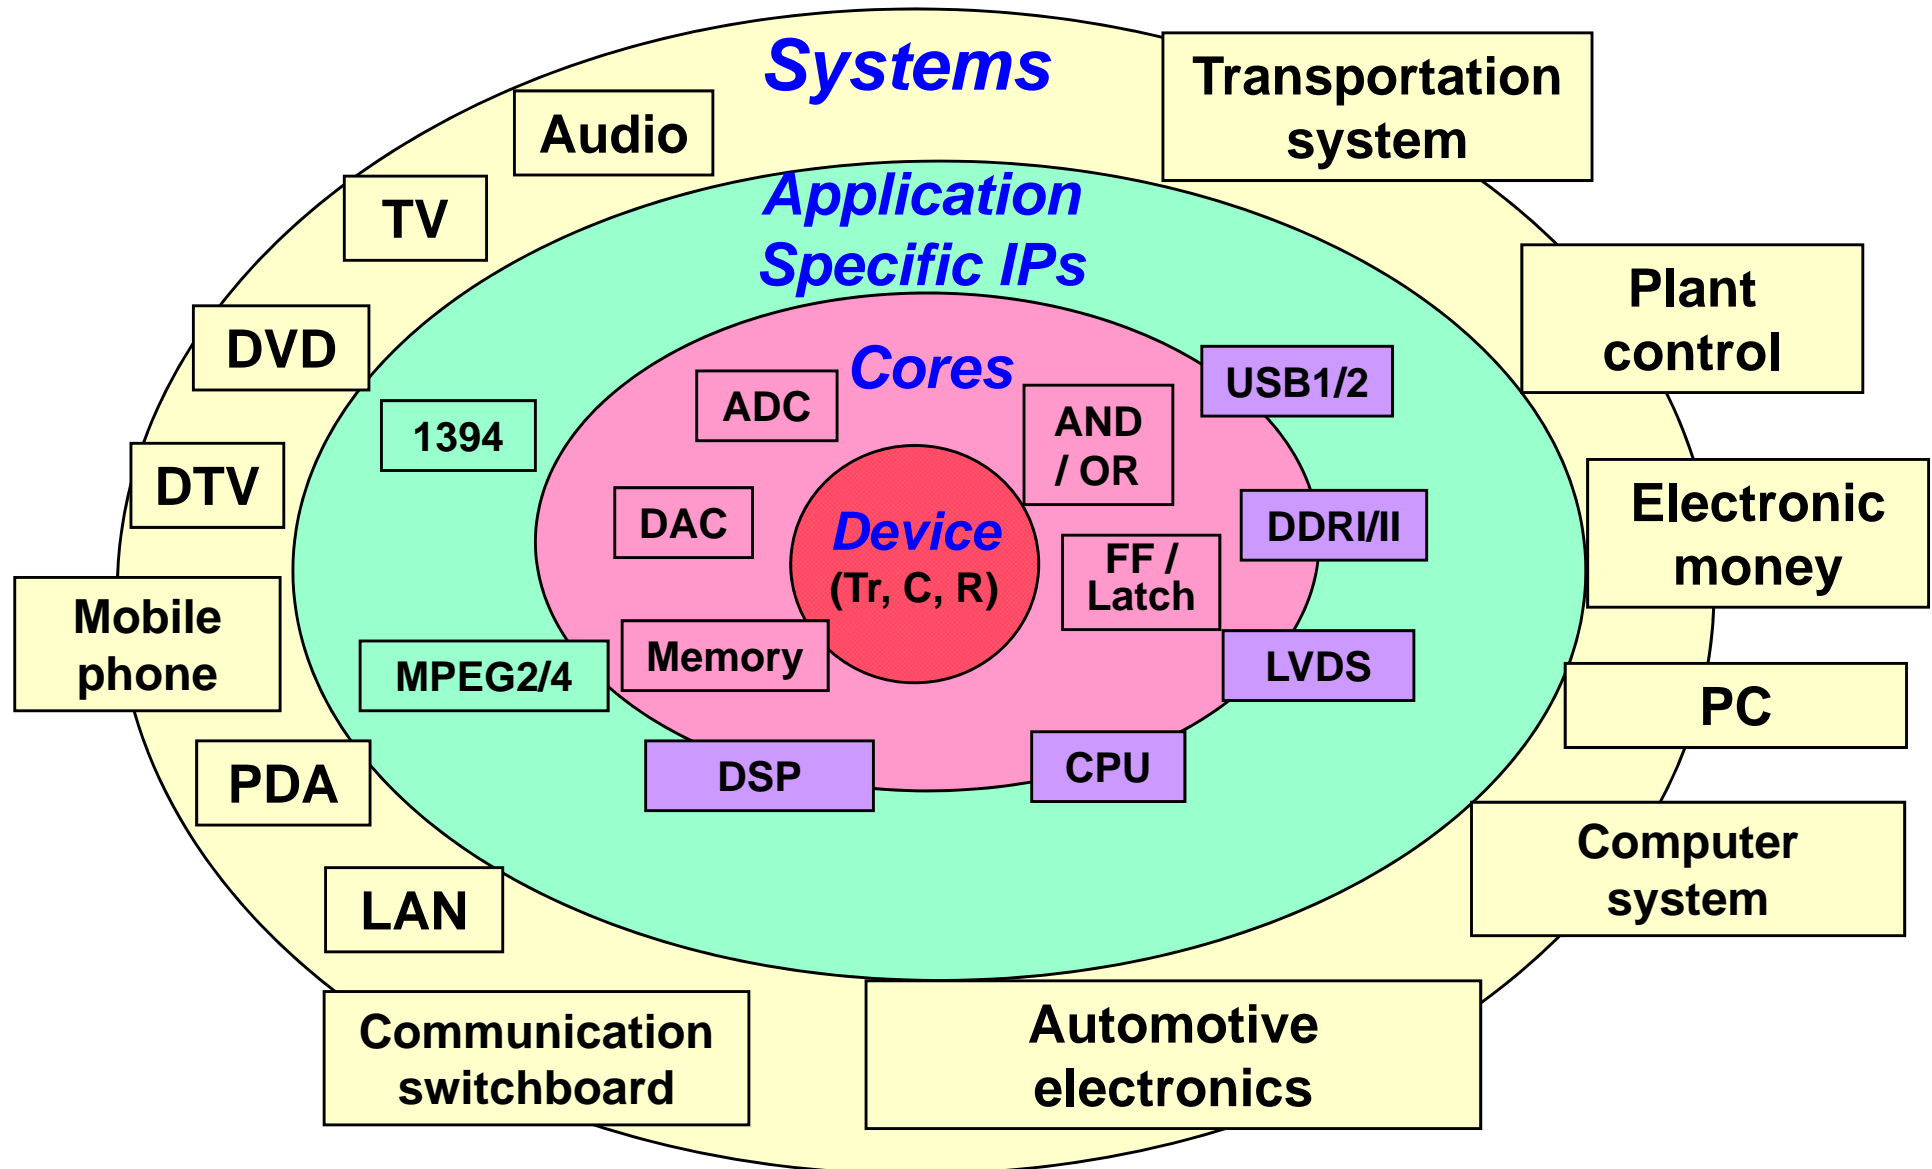 Systems
Transportation
system
Audio
TV
Application
Specific IPs
Plant
control
DVD
Cores
USB1/2
ADC
AND
/ OR
1394
DTV
DAC
Device
(Tr, C, R)
DDRI/II
Electronic
money
FF /
Latch
Mobile
phone
MPEG2/4
Memory
LVDS
PC
PDA
DSP
CPU
Computer
system
LAN
Communication
switchboard
Automotive
electronics